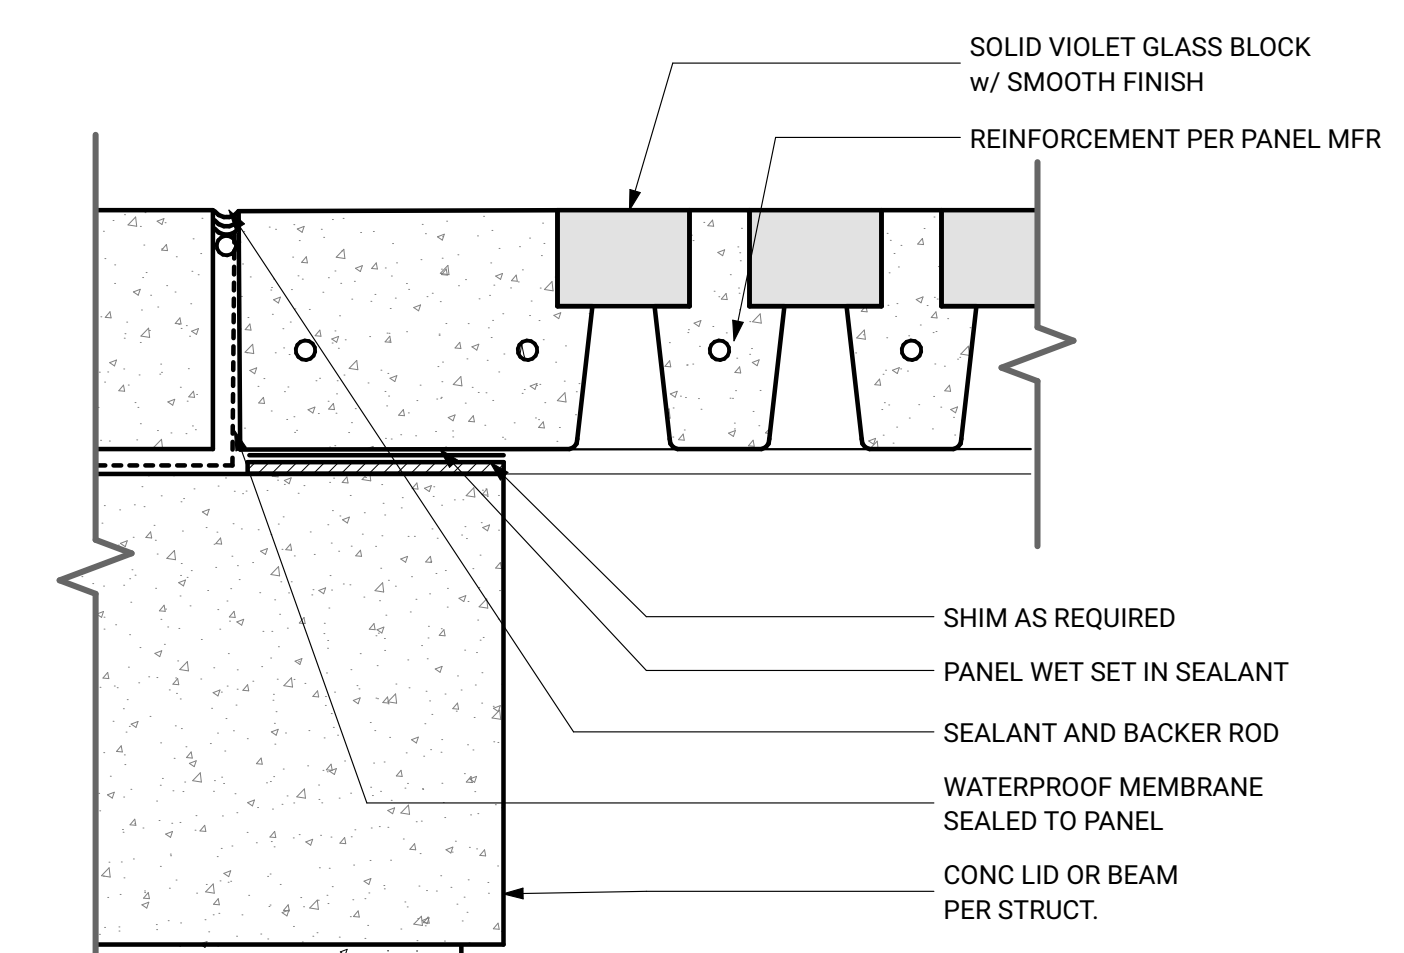 SOLID VIOLET GLASS BLOCK
w/ SMOOTH FINISH
REINFORCEMENT PER PANEL MFR
SHIM AS REQUIRED
PANEL WET SET IN SEALANT
SEALANT AND BACKER ROD
WATERPROOF MEMBRANE
SEALED TO PANEL
CONC LID OR BEAM
PER STRUCT.